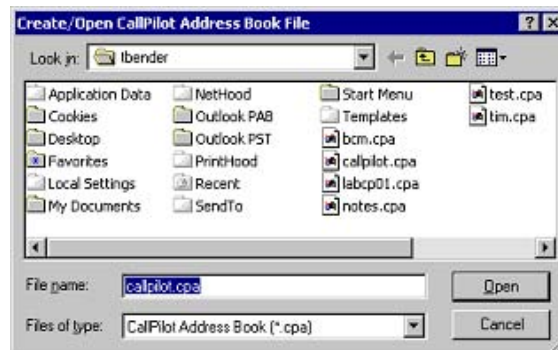 Create/Open CallPilot Address Book File
Look in: tbender
Application Data
Cookies
Desktop
Favorites
Local Settings
My Documents
NetHood
Outlook PAB
Outlook PST
PrintHood
Recent
SendTo
Start Menu
Templates
bcm.cpa
callpilot.cpa
labcp01.cpa
notes.cpa
test.cpa
tim.cpa
File name: callpilot.cpa
Open
Files of type: CallPilot Address Book (*.cpa)
Cancel